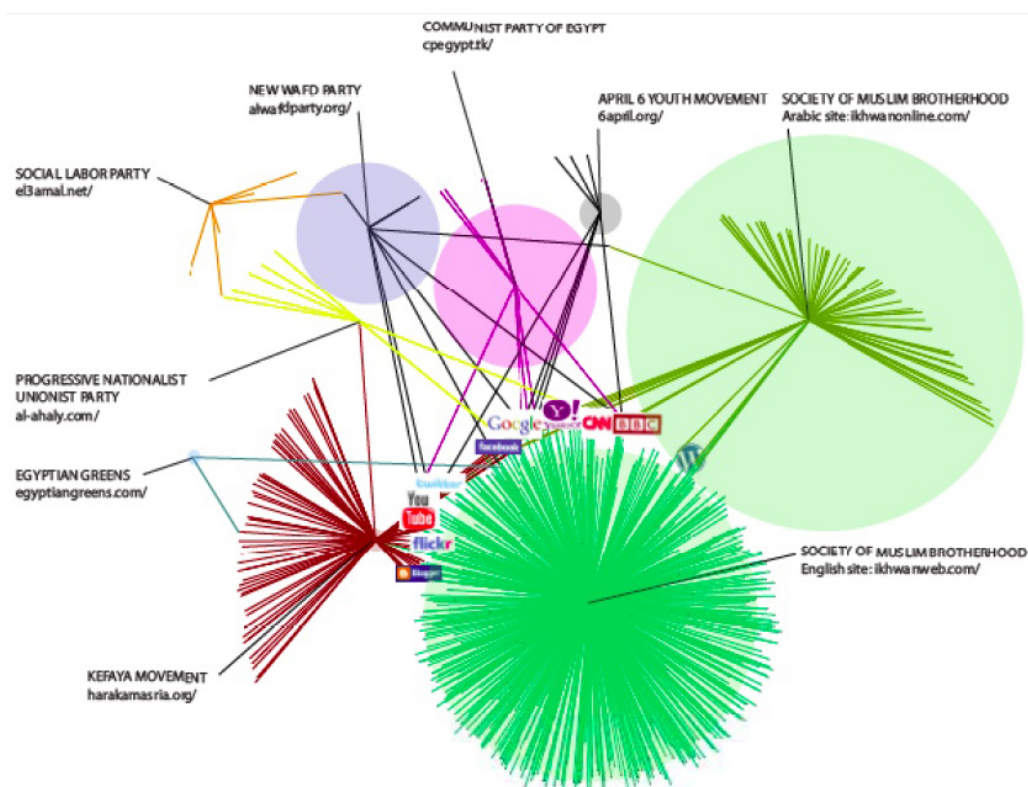 COMMUNIST PARTY OF EGYPT
cpegypt.tk/
NEW WAFD PARTY
alwafdparty.org/
APRIL 6 YOUTH MOVEMENT
6april.org/
SOCIETY OF MUSLIM BROTHERHOOD
Arabic site: ikhwanonline.com/
SOCIAL LABOR PARTY
el3amal.net/
PROGRESSIVE NATIONALIST
UNIONIST PARTY
al-ahaly.com/
Google
YAHOO!
CNN
BBC
facebook
EGYPTIAN GREENS
egyptiangreens.com/
twitter
You
Tube
flickr
Blogger
SOCIETY OF MUSLIM BROTHERHOOD
English site: ikhwanweb.com/
KEFAYA MOVEMENT
harakamasria.org/